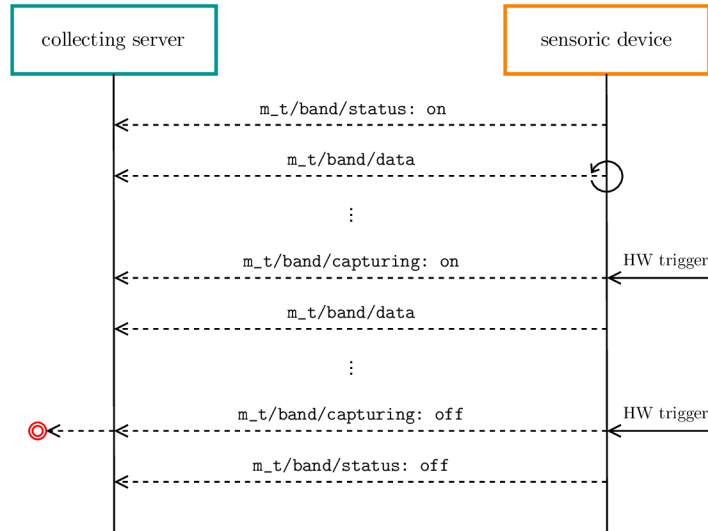 collecting server
sensoric device
m_t/band/status: on
m_t/band/data
⋮
m_t/band/capturing: on
HW trigger
m_t/band/data
⋮
m_t/band/capturing: off
HW trigger
m_t/band/status: off